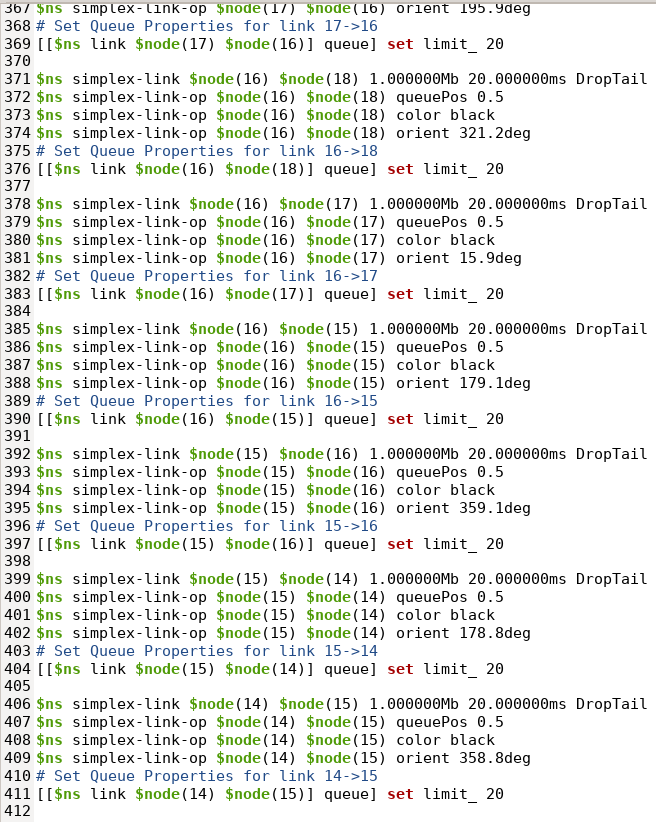 367 $ns simplex-link-op $node(17) $node(16) orient 195.9deg
368 # Set Queue Properties for link 17->16
369 [[$ns link $node(17) $node(16)] queue] set limit_ 20
370
371 $ns simplex-link $node(16) $node(18) 1.000000Mb 20.000000ms DropTail
372 $ns simplex-link-op $node(16) $node(18) queuePos 0.5
373 $ns simplex-link-op $node(16) $node(18) color black
374 $ns simplex-link-op $node(16) $node(18) orient 321.2deg
375 # Set Queue Properties for link 16->18
376 [[$ns link $node(16) $node(18)] queue] set limit_ 20
377
378 $ns simplex-link $node(16) $node(17) 1.000000Mb 20.000000ms DropTail
379 $ns simplex-link-op $node(16) $node(17) queuePos 0.5
380 $ns simplex-link-op $node(16) $node(17) color black
381 $ns simplex-link-op $node(16) $node(17) orient 15.9deg
382 # Set Queue Properties for link 16->17
383 [[$ns link $node(16) $node(17)] queue] set limit_ 20
384
385 $ns simplex-link $node(16) $node(15) 1.000000Mb 20.000000ms DropTail
386 $ns simplex-link-op $node(16) $node(15) queuePos 0.5
387 $ns simplex-link-op $node(16) $node(15) color black
388 $ns simplex-link-op $node(16) $node(15) orient 179.1deg
389 # Set Queue Properties for link 16->15
390 [[$ns link $node(16) $node(15)] queue] set limit_ 20
391
392 $ns simplex-link $node(15) $node(16) 1.000000Mb 20.000000ms DropTail
393 $ns simplex-link-op $node(15) $node(16) queuePos 0.5
394 $ns simplex-link-op $node(15) $node(16) color black
395 $ns simplex-link-op $node(15) $node(16) orient 359.1deg
396 # Set Queue Properties for link 15->16
397 [[$ns link $node(15) $node(16)] queue] set limit_ 20
398
399 $ns simplex-link $node(15) $node(14) 1.000000Mb 20.000000ms DropTail
400 $ns simplex-link-op $node(15) $node(14) queuePos 0.5
401 $ns simplex-link-op $node(15) $node(14) color black
402 $ns simplex-link-op $node(15) $node(14) orient 178.8deg
403 # Set Queue Properties for link 15->14
404 [[$ns link $node(15) $node(14)] queue] set limit_ 20
405
406 $ns simplex-link $node(14) $node(15) 1.000000Mb 20.000000ms DropTail
407 $ns simplex-link-op $node(14) $node(15) queuePos 0.5
408 $ns simplex-link-op $node(14) $node(15) color black
409 $ns simplex-link-op $node(14) $node(15) orient 358.8deg
410 # Set Queue Properties for link 14->15
411 [[$ns link $node(14) $node(15)] queue] set limit_ 20
412